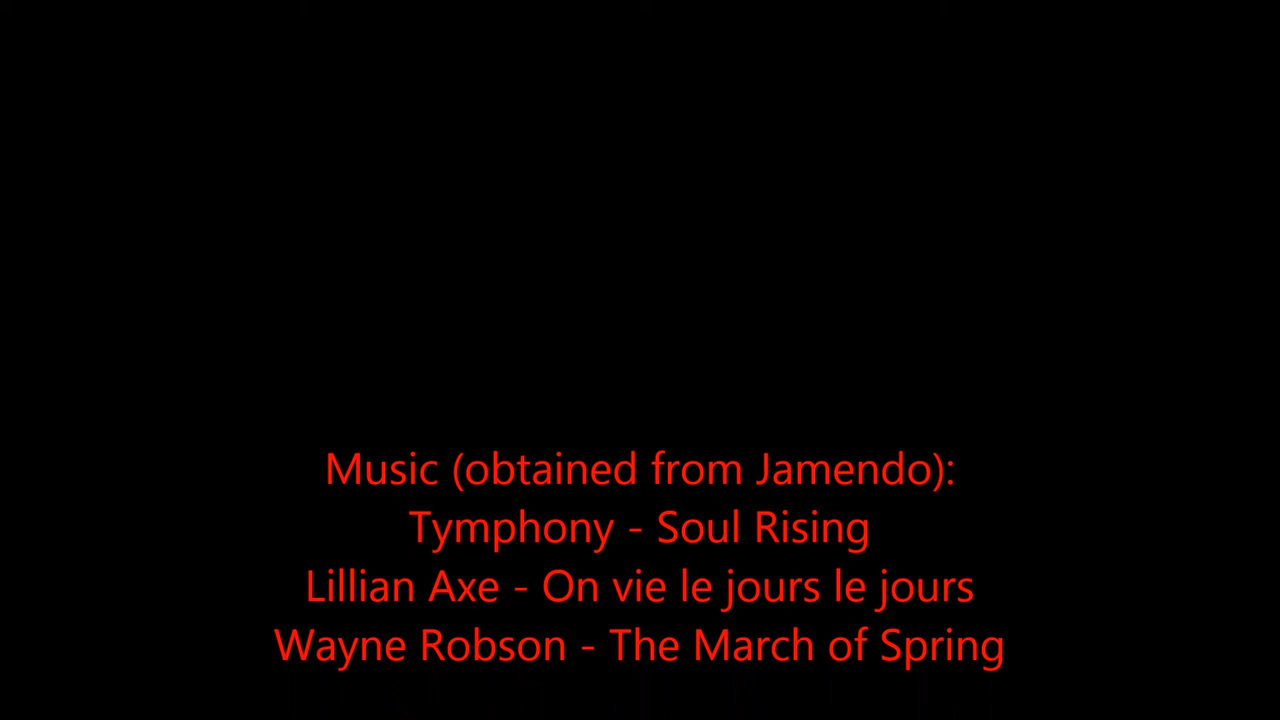 Music (obtained from Jamendo):
Tymphony - Soul Rising
Lillian Axe - On vie le jours le jours
Wayne Robson - The March of Spring